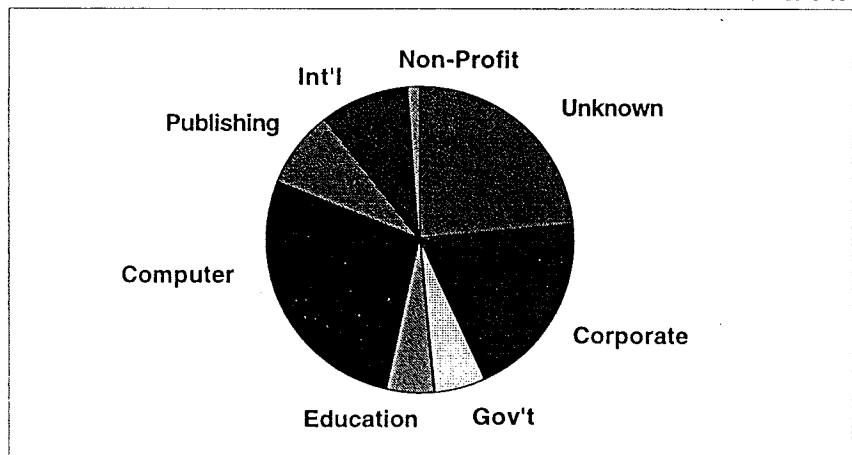 Non-Profit
Int'l
Unknown
Publishing
Computer
Corporate
Education
Gov't